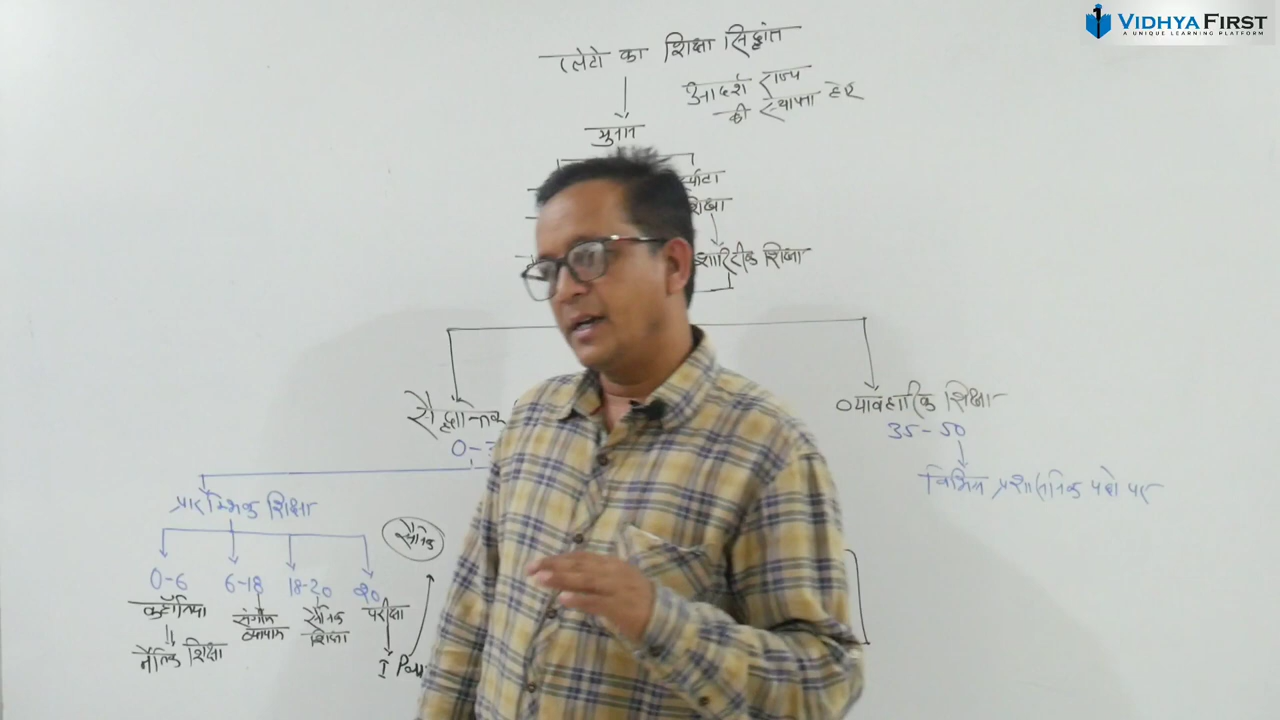 VIDHYA FIRST
A UNIQUE LEARNING PLATFORM
प्लेटो का शिक्षा सिद्धांत
आदर्श राज्य
की स्थापना हेतु
युनान
शिक्षा
शारीरिक शिक्षा
व्यावहारिक शिक्षा
35-50
विभिन्न प्रशासनिक पदो पर
प्रारम्भिक शिक्षा
सैनिक
0-6 6-18 18-20 20
कहानियां संगीत सैनिक परीक्षा
व्यायाम शिक्षा
नैतिक शिक्षा